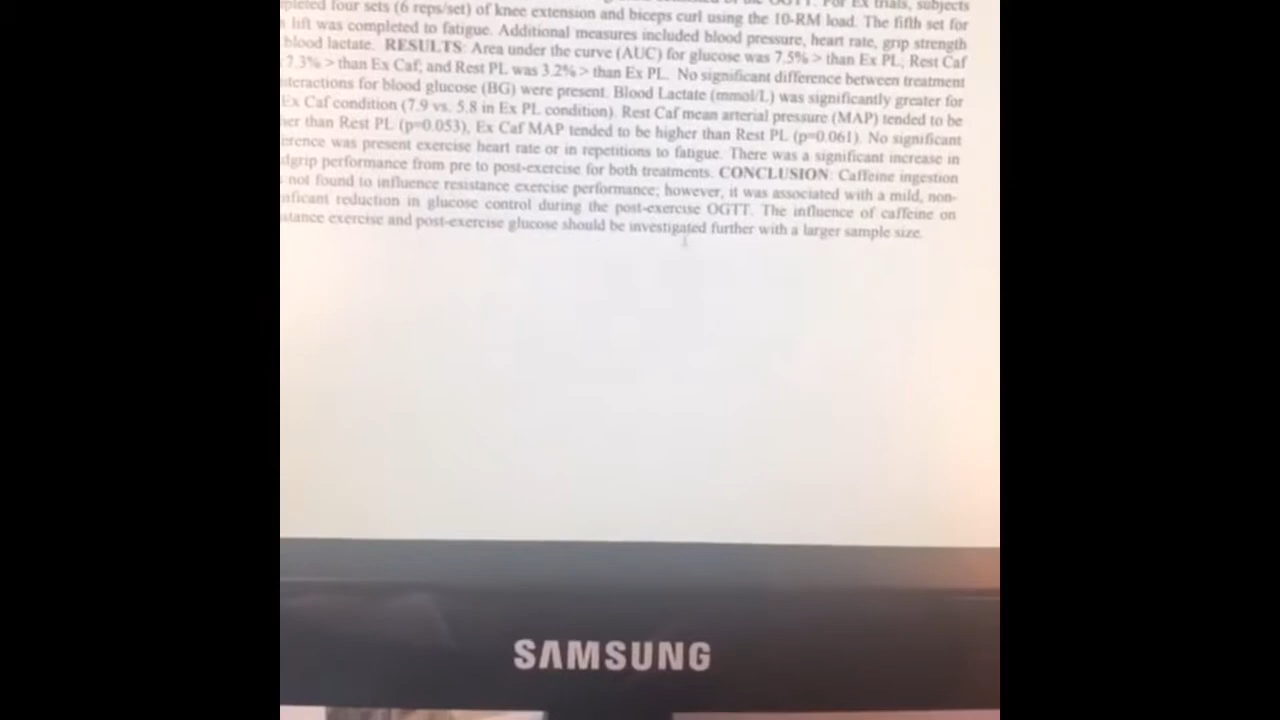 four sets (6 reps/set) of knee extension and biceps curl using the 10-RM load. The fifth set for
lift was completed to fatigue. Additional measures included blood pressure, heart rate, grip strength
blood lactate. RESULTS: Area under the curve (AUC) for glucose was 7.5% > than Ex PL; Rest Caf
7.3% > than Ex Caf; and Rest PL was 3.2% > than Ex PL. No significant difference between treatment
for blood glucose (BG) were present. Blood Lactate (mmol/L) was significantly greater for
Ex Caf condition (7.9 vs. 5.8 in Ex PL condition). Rest Caf mean arterial pressure (MAP) tended to be
than Rest PL (p=0.053), Ex Caf MAP tended to be higher than Rest PL (p=0.061). No significant
was present exercise heart rate or in repetitions to fatigue. There was a significant increase in
performance from pre to post-exercise for both treatments. CONCLUSION: Caffeine ingestion
not found to influence resistance exercise performance; however, it was associated with a mild, non-
reduction in glucose control during the post-exercise OGTT. The influence of caffeine on
exercise and post-exercise glucose should be investigated further with a larger sample size.
SAMSUNG